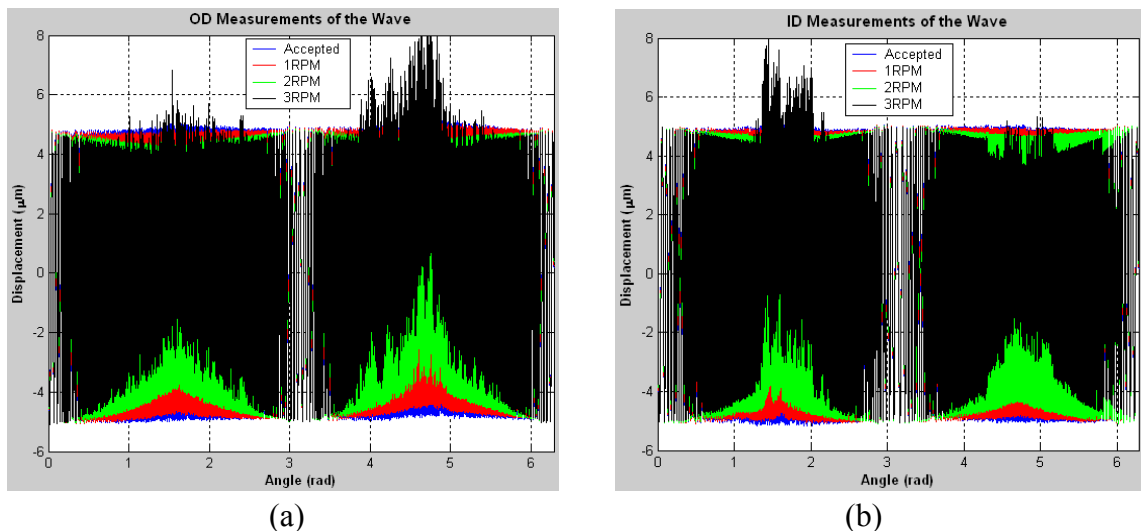 OD Measurements of the Wave
Displacement (μm)
8
6
4
2
0
-2
-4
-6
Accepted
1RPM
2RPM
3RPM
0 1 2 3 4 5 6
Angle (rad)
(a)
ID Measurements of the Wave
Displacement (μm)
8
6
4
2
0
-2
-4
-6
Accepted
1RPM
2RPM
3RPM
0 1 2 3 4 5 6
Angle (rad)
(b)